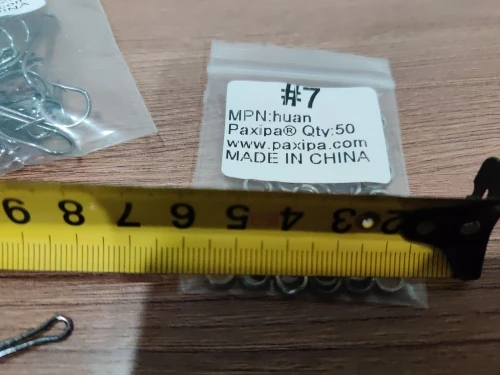 #7
MPN:huan
Paxipa® Qty:50
www.paxipa.com
MADE IN CHINA
9 8 7 6 5 4 3 2